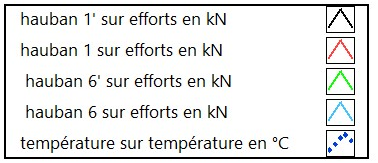 hauban 1' sur efforts en kN
hauban 1 sur efforts en kN
hauban 6' sur efforts en kN
hauban 6 sur efforts en kN
température sur température en °C